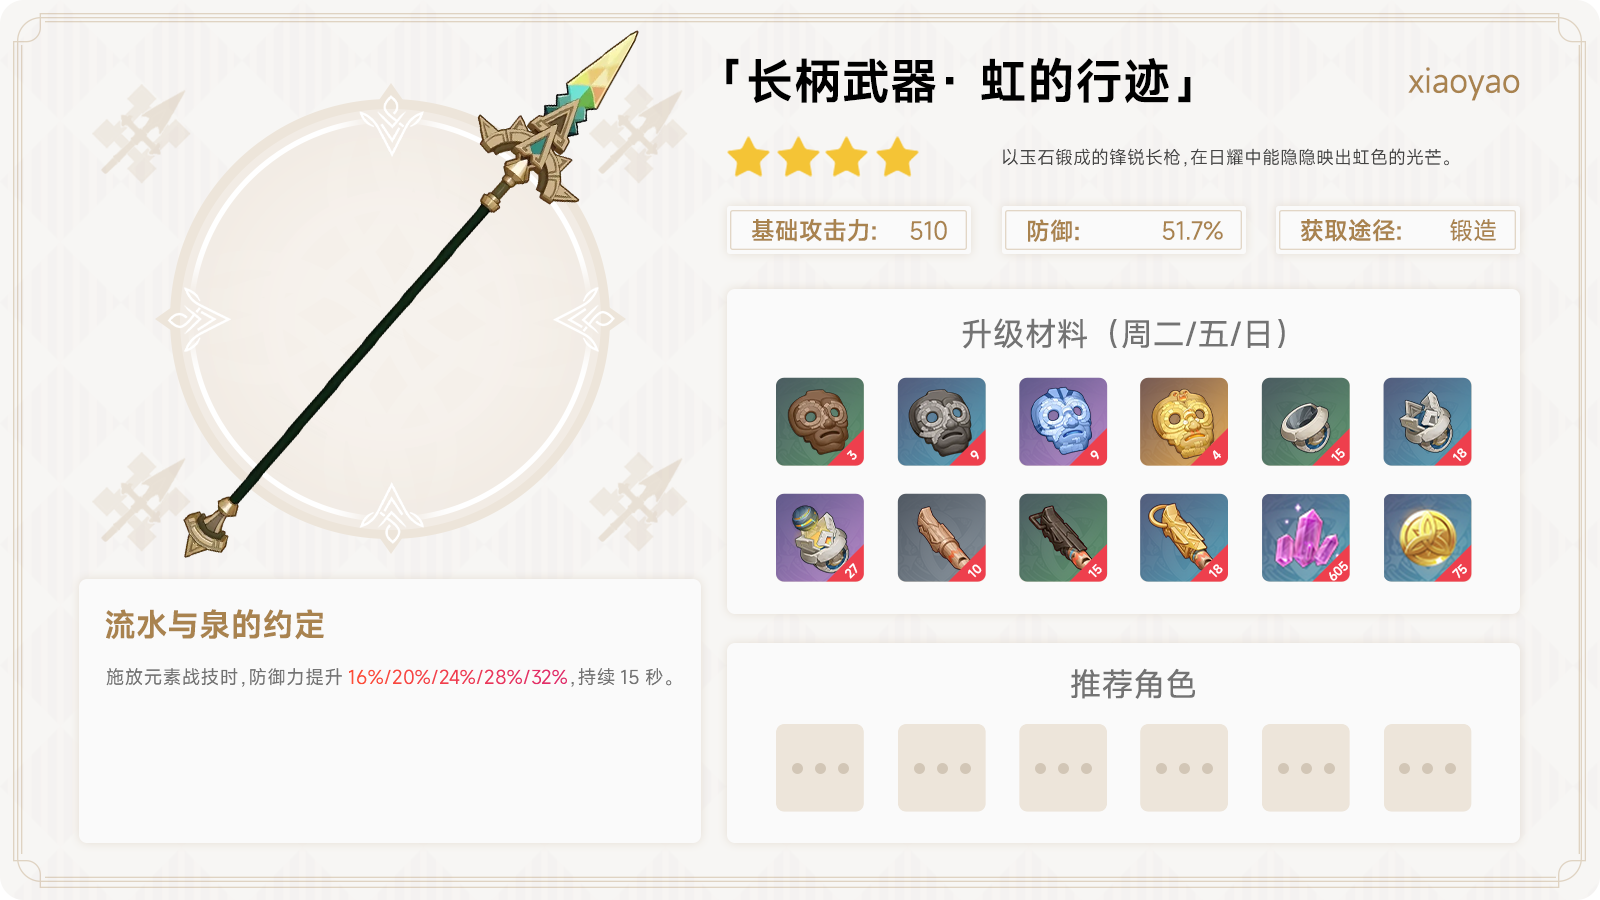 「长柄武器· 虹的行迹」
xiaoyao
以玉石锻成的锋锐长枪,在日耀中能隐隐映出虹色的光芒。
基础攻击力: 510
防御: 51.7%
获取途径: 锻造
升级材料（周二/五/日）
3
9
9
4
15
18
27
10
15
18
605
75
流水与泉的约定
施放元素战技时,防御力提升 16%/20%/24%/28%/32%,持续 15 秒。
推荐角色